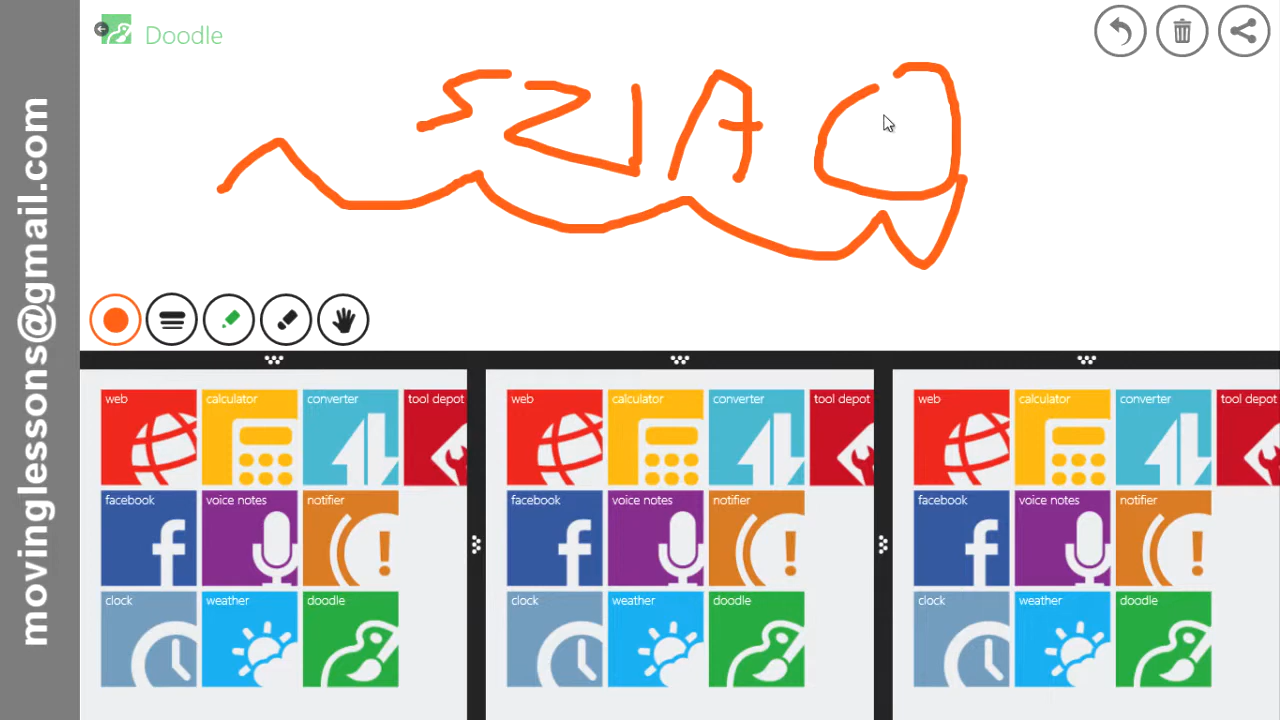 movinglessons@gmail.com
Doodle
SZIA
web calculator converter tool depot
facebook voice notes notifier
clock weather doodle
web calculator converter tool depot
facebook voice notes notifier
clock weather doodle
web calculator converter tool depot
facebook voice notes notifier
clock weather doodle